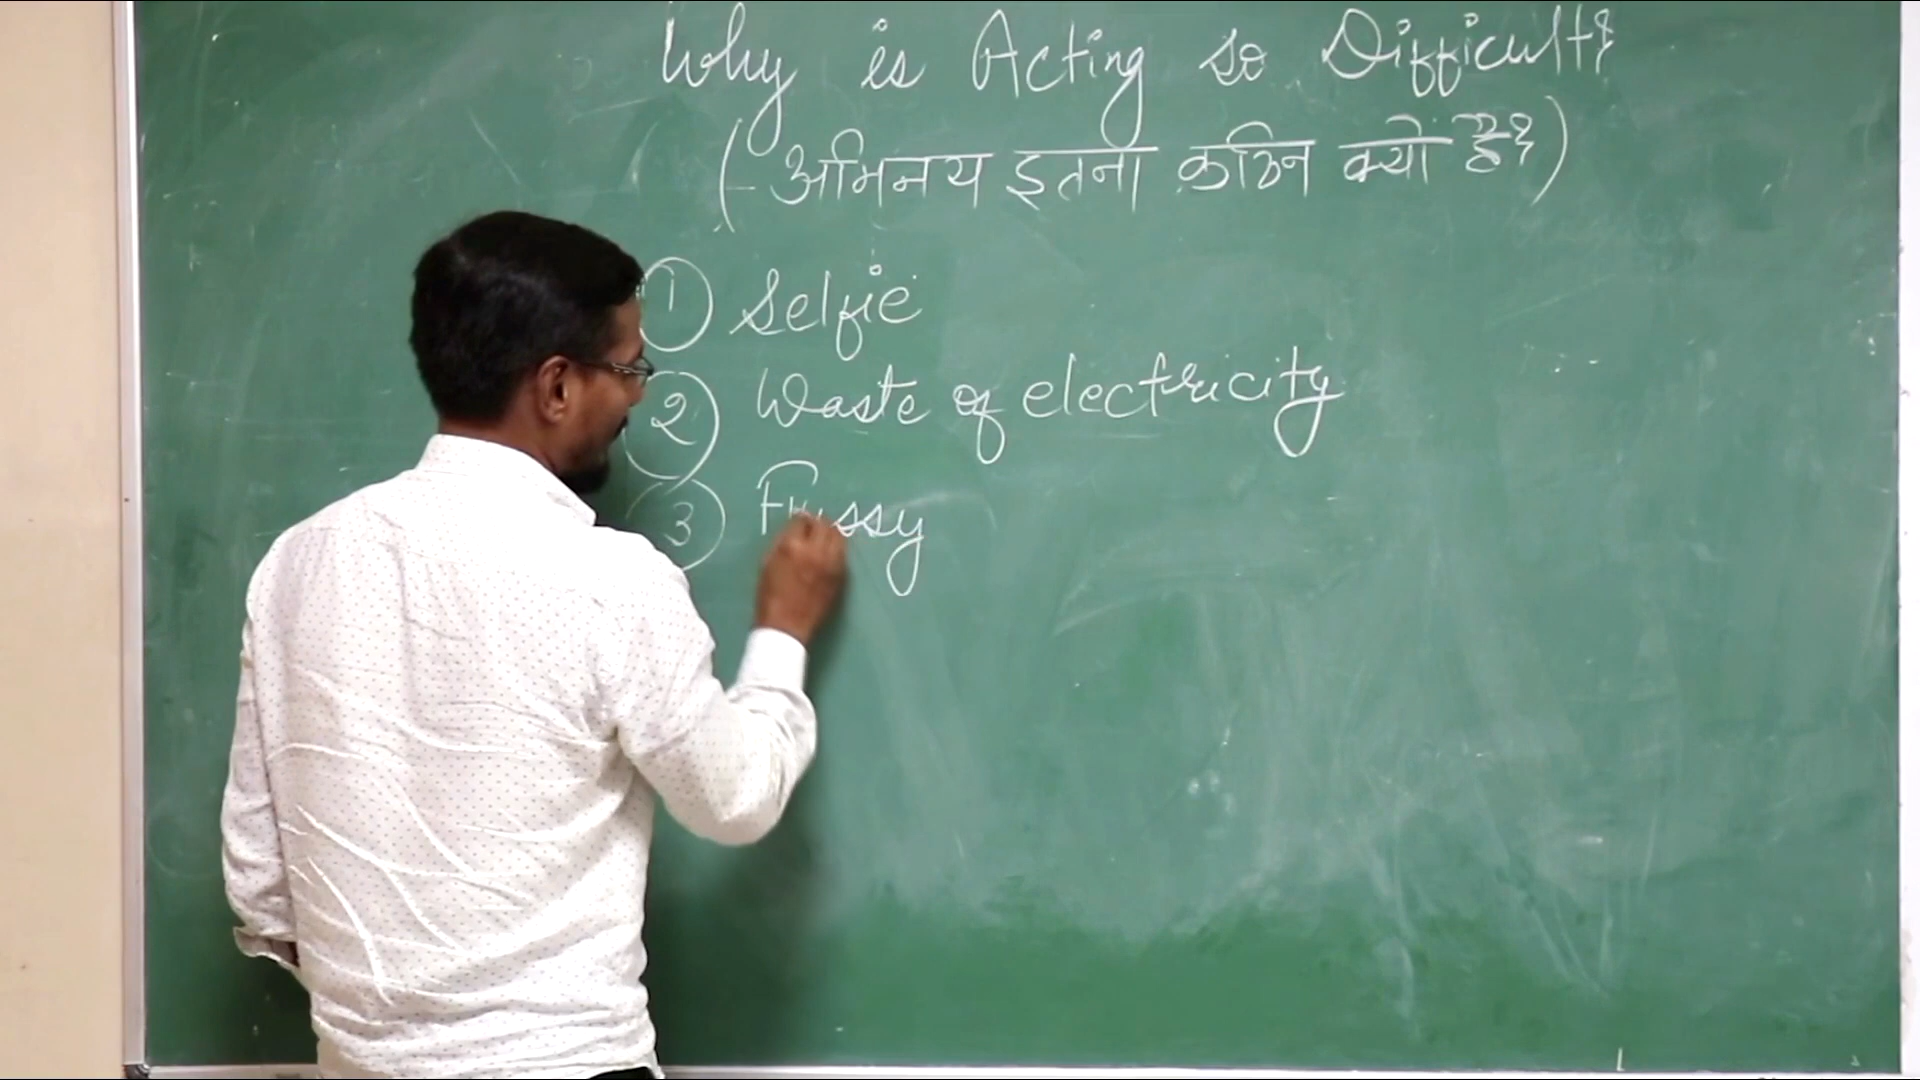 Why is Acting so Difficult?
(अभिनय इतना कठिन क्यों है?)
① Selfie
② Waste of electricity
③ Fussy